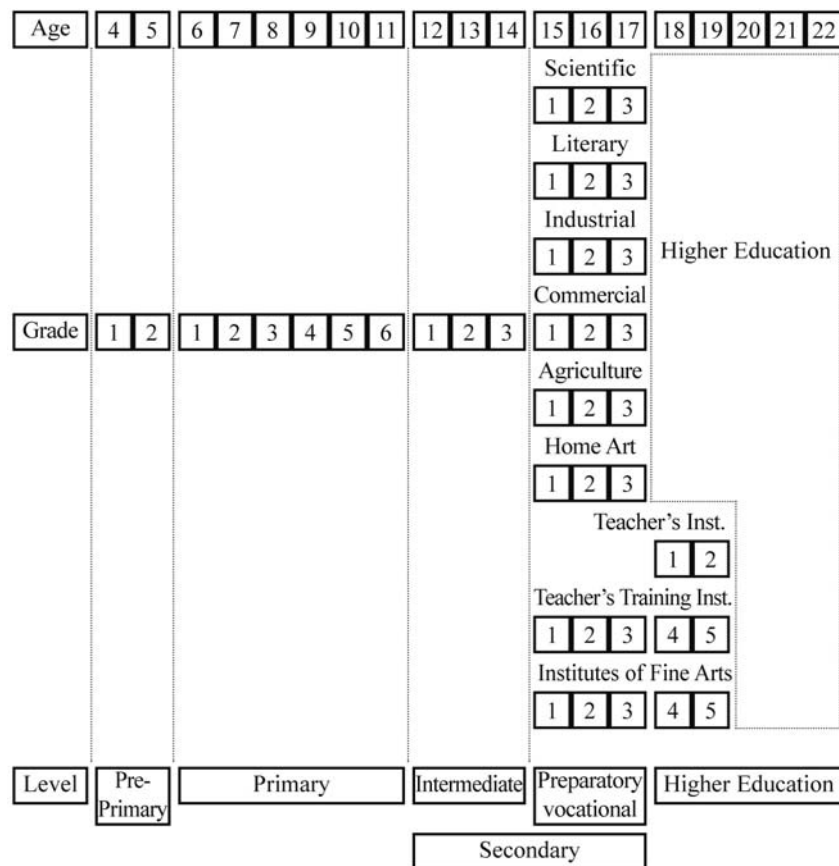 Age 4 5 6 7 8 9 10 11 12 13 14 15 16 17 18 19 20 21 22
Scientific
1 2 3
Literary
1 2 3
Industrial
1 2 3
Higher Education
Commercial
Grade 1 2 1 2 3 4 5 6 1 2 3 1 2 3
Agriculture
1 2 3
Home Art
1 2 3
Teacher's Inst.
1 2
Teacher's Training Inst.
1 2 3 4 5
Institutes of Fine Arts
1 2 3 4 5
Level Pre- Primary Intermediate Preparatory Higher Education
Primary vocational
Secondary